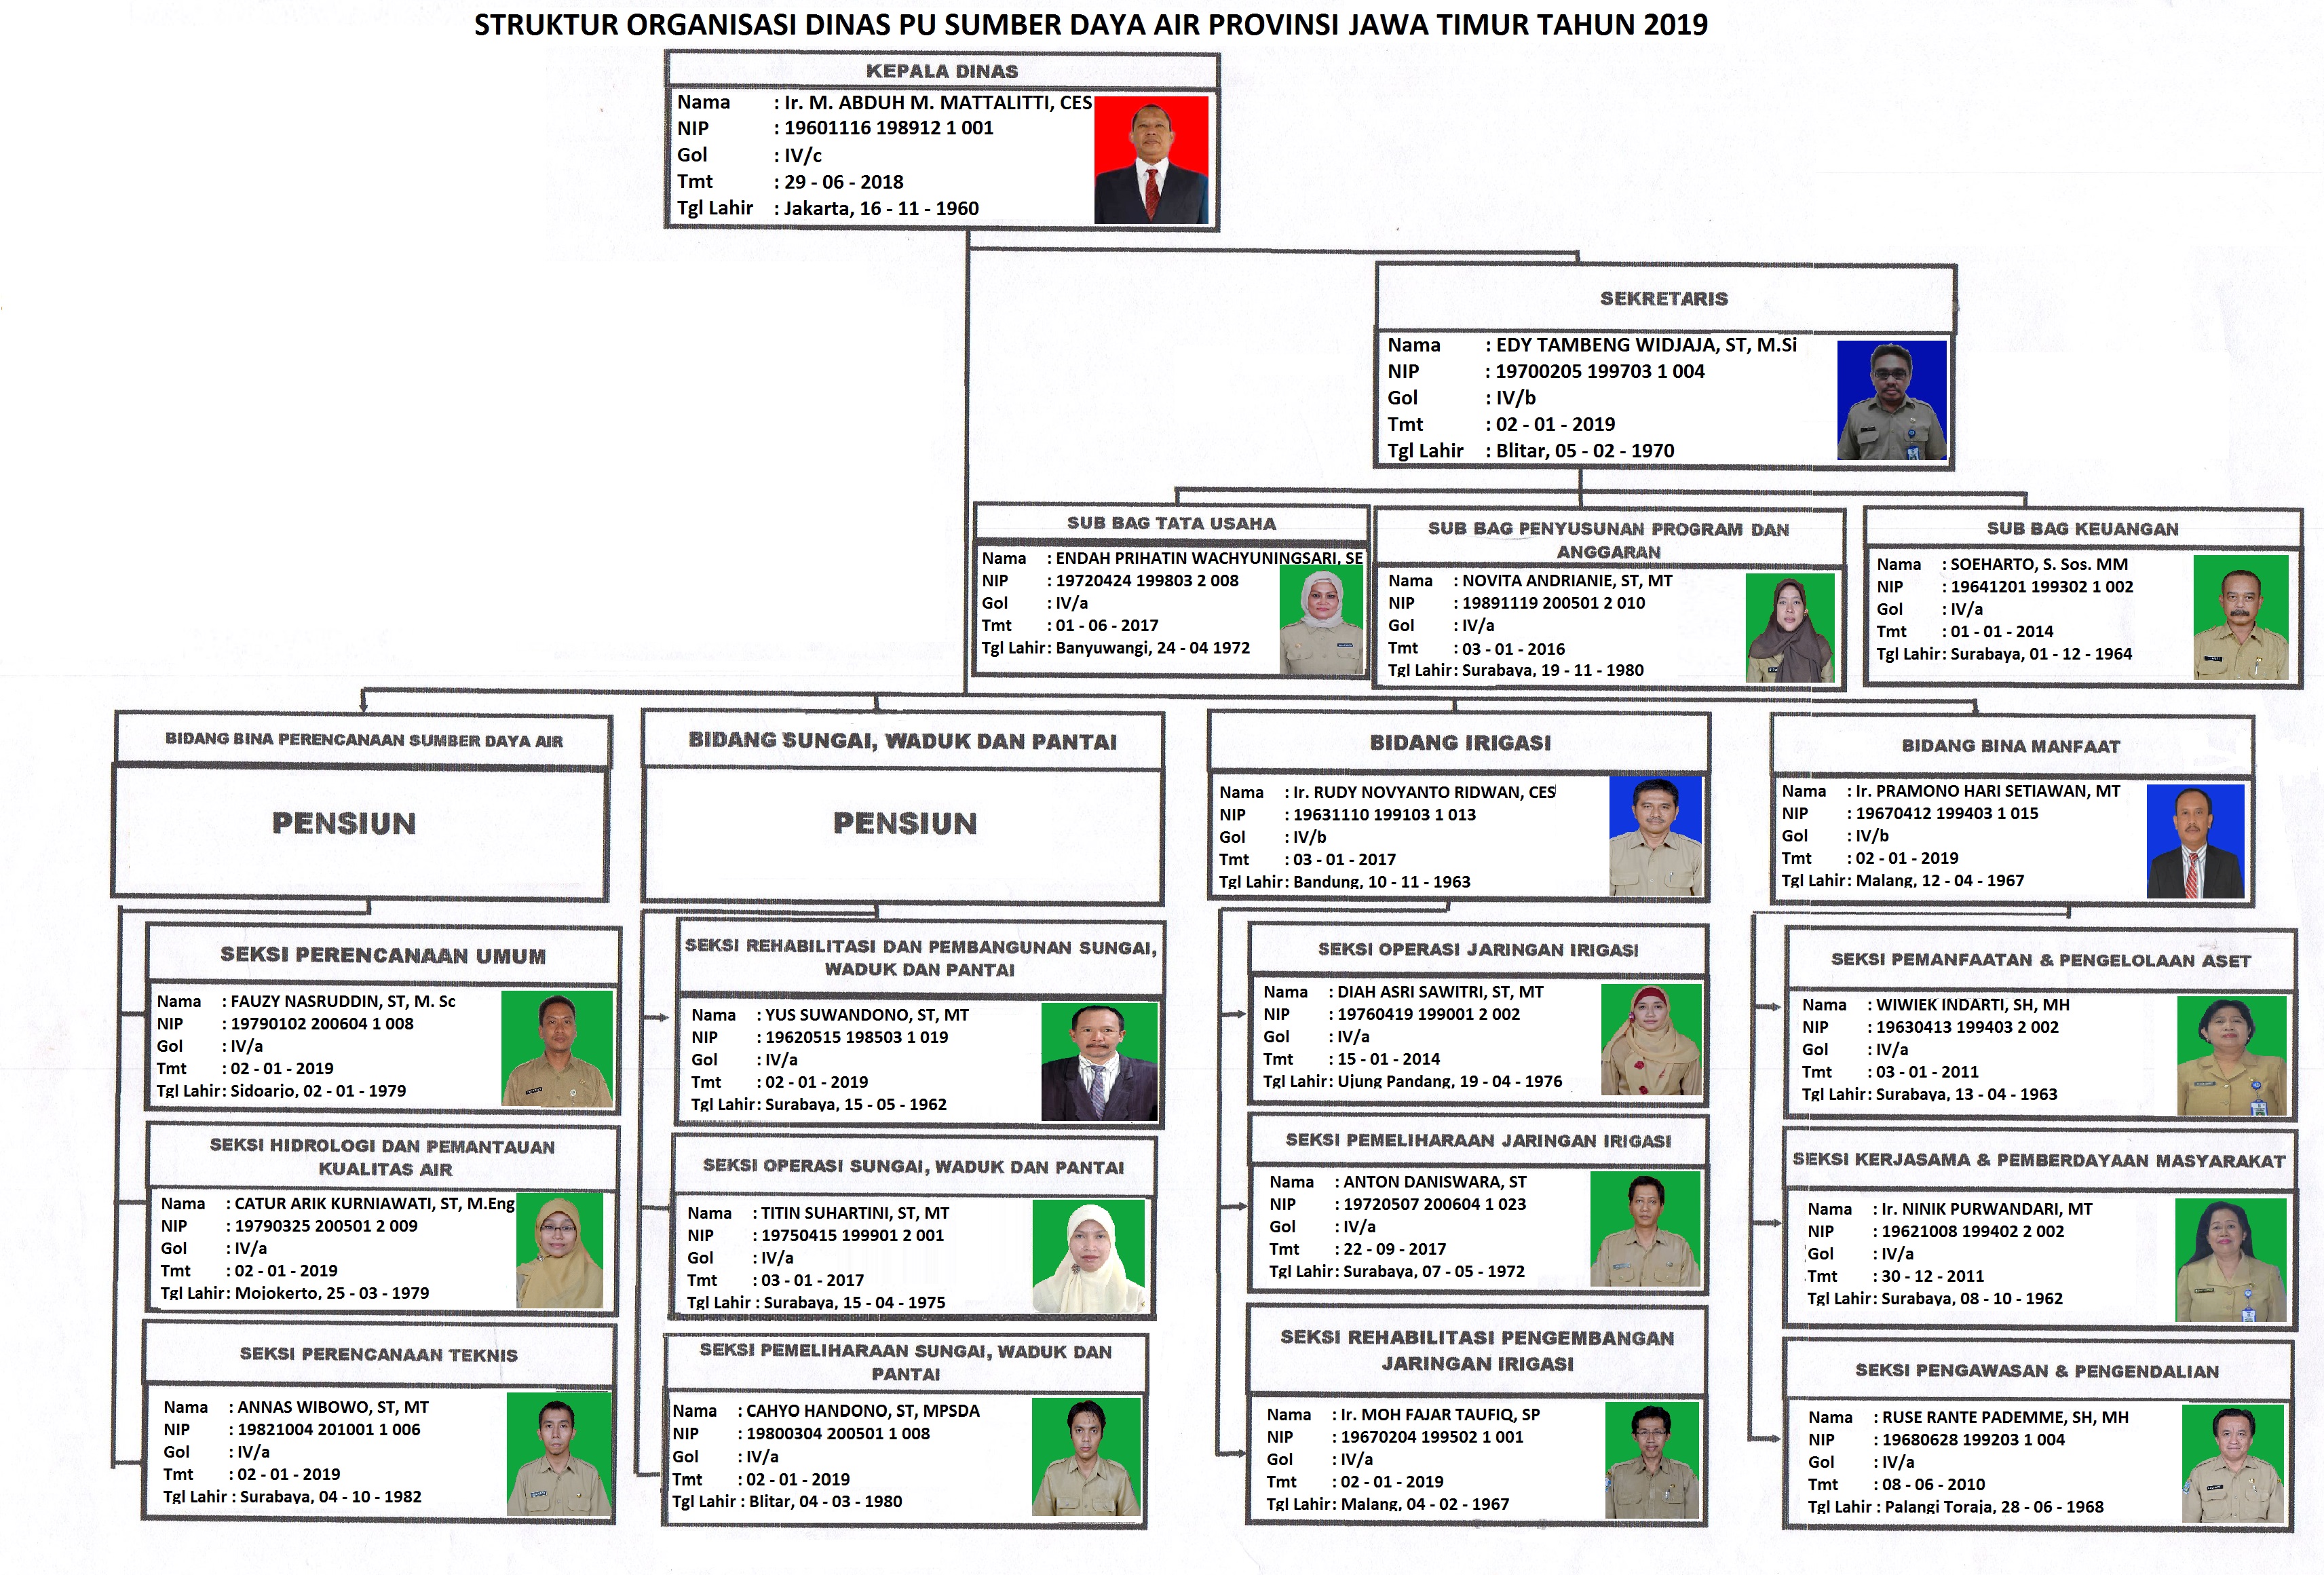 STRUKTUR ORGANISASI DINAS PU SUMBER DAYA AIR PROVINSI JAWA TIMUR TAHUN 2019
KEPALA DINAS
Nama : Ir. M. ABDUH M. MATTALITTI, CES
NIP : 19601116 198912 1 001
Gol : IV/c
Tmt : 29 - 06 - 2018
Tgl Lahir : Jakarta, 16 - 11 - 1960
SEKRETARIS
Nama : EDY TAMBENG WIDJAJA, ST, M.Si
NIP : 19700205 199703 1 004
Gol : IV/b
Tmt : 02 - 01 - 2019
Tgl Lahir : Blitar, 05 - 02 - 1970
SUB BAG TATA USAHA
Nama : ENDAH PRIHATIN WACHYUNINGSARI, SE
NIP : 19720424 199803 2 008
Gol : IV/a
Tmt : 01 - 06 - 2017
Tgl Lahir : Banyuwangi, 24 - 04 1972
SUB BAG PENYUSUNAN PROGRAM DAN
ANGGARAN
Nama : NOVITA ANDRIANIE, ST, MT
NIP : 19891119 200501 2 010
Gol : IV/a
Tmt : 03 - 01 - 2016
Tgl Lahir : Surabaya, 19 - 11 - 1980
SUB BAG KEUANGAN
Nama : SOEHARTO, S. Sos. MM
NIP : 19641201 199302 1 002
Gol : IV/a
Tmt : 01 - 01 - 2014
Tgl Lahir : Surabaya, 01 - 12 - 1964
BIDANG BINA PERENCANAAN SUMBER DAYA AIR
PENSIUN
SEKSI PERENCANAAN UMUM
Nama : FAUZY NASRUDDIN, ST, M. Sc
NIP : 19790102 200604 1 008
Gol : IV/a
Tmt : 02 - 01 - 2019
Tgl Lahir : Sidoarjo, 02 - 01 - 1979
SEKSI HIDROLOGI DAN PEMANTAUAN
KUALITAS AIR
Nama : CATUR ARIK KURNIAWATI, ST, M.Eng
NIP : 19790325 200501 2 009
Gol : IV/a
Tmt : 02 - 01 - 2019
Tgl Lahir : Mojokerto, 25 - 03 - 1979
SEKSI PERENCANAAN TEKNIS
Nama : ANNAS WIBOWO, ST, MT
NIP : 19821004 201001 1 006
Gol : IV/a
Tmt : 02 - 01 - 2019
Tgl Lahir : Surabaya, 04 - 10 - 1982
BIDANG SUNGAI, WADUK DAN PANTAI
PENSIUN
SEKSI REHABILITASI DAN PEMBANGUNAN SUNGAI,
WADUK DAN PANTAI
Nama : YUS SUWANDONO, ST, MT
NIP : 19620515 198503 1 019
Gol : IV/a
Tmt : 02 - 01 - 2019
Tgl Lahir : Surabaya, 15 - 05 - 1962
SEKSI OPERASI SUNGAI, WADUK DAN PANTAI
Nama : TITIN SUHARTINI, ST, MT
NIP : 19750415 199901 2 001
Gol : IV/a
Tmt : 03 - 01 - 2017
Tgl Lahir : Surabaya, 15 - 04 - 1975
SEKSI PEMELIHARAAN SUNGAI, WADUK DAN
PANTAI
Nama : CAHYO HANDONO, ST, MPSDA
NIP : 19800304 200501 1 008
Gol : IV/a
Tmt : 02 - 01 - 2019
Tgl Lahir : Blitar, 04 - 03 - 1980
BIDANG IRIGASI
Nama : Ir. RUDY NOVYANTO RIDWAN, CES
NIP : 19631110 199103 1 013
Gol : IV/b
Tmt : 03 - 01 - 2017
Tgl Lahir : Bandung, 10 - 11 - 1963
SEKSI OPERASI JARINGAN IRIGASI
Nama : DIAH ASRI SAWITRI, ST, MT
NIP : 19760419 199001 2 002
Gol : IV/a
Tmt : 15 - 01 - 2014
Tgl Lahir : Ujung Pandang, 19 - 04 - 1976
SEKSI PEMELIHARAAN JARINGAN IRIGASI
Nama : ANTON DANISWARA, ST
NIP : 19720507 200604 1 023
Gol : IV/a
Tmt : 22 - 09 - 2017
Tgl Lahir : Surabaya, 07 - 05 - 1972
SEKSI REHABILITASI PENGEMBANGAN
JARINGAN IRIGASI
Nama : Ir. MOH FAJAR TAUFIQ, SP
NIP : 19670204 199502 1 001
Gol : IV/a
Tmt : 02 - 01 - 2019
Tgl Lahir : Malang, 04 - 02 - 1967
BIDANG BINA MANFAAT
Nama : Ir. PRAMONO HARI SETIAWAN, MT
NIP : 19670412 199403 1 015
Gol : IV/b
Tmt : 02 - 01 - 2019
Tgl Lahir : Malang, 12 - 04 - 1967
SEKSI PEMANFAATAN & PENGELOLAAN ASET
Nama : WIWIEK INDARTI, SH, MH
NIP : 19630413 199403 2 002
Gol : IV/a
Tmt : 03 - 01 - 2011
Tgl Lahir : Surabaya, 13 - 04 - 1963
SEKSI KERJASAMA & PEMBERDAYAAN MASYARAKAT
Nama : Ir. NINIK PURWANDARI, MT
NIP : 19621008 199402 2 002
Gol : IV/a
Tmt : 30 - 12 - 2011
Tgl Lahir : Surabaya, 08 - 10 - 1962
SEKSI PENGAWASAN & PENGENDALIAN
Nama : RUSE RANTE PADEMME, SH, MH
NIP : 19680628 199203 1 004
Gol : IV/a
Tmt : 08 - 06 - 2010
Tgl Lahir : Palangi Toraja, 28 - 06 - 1968